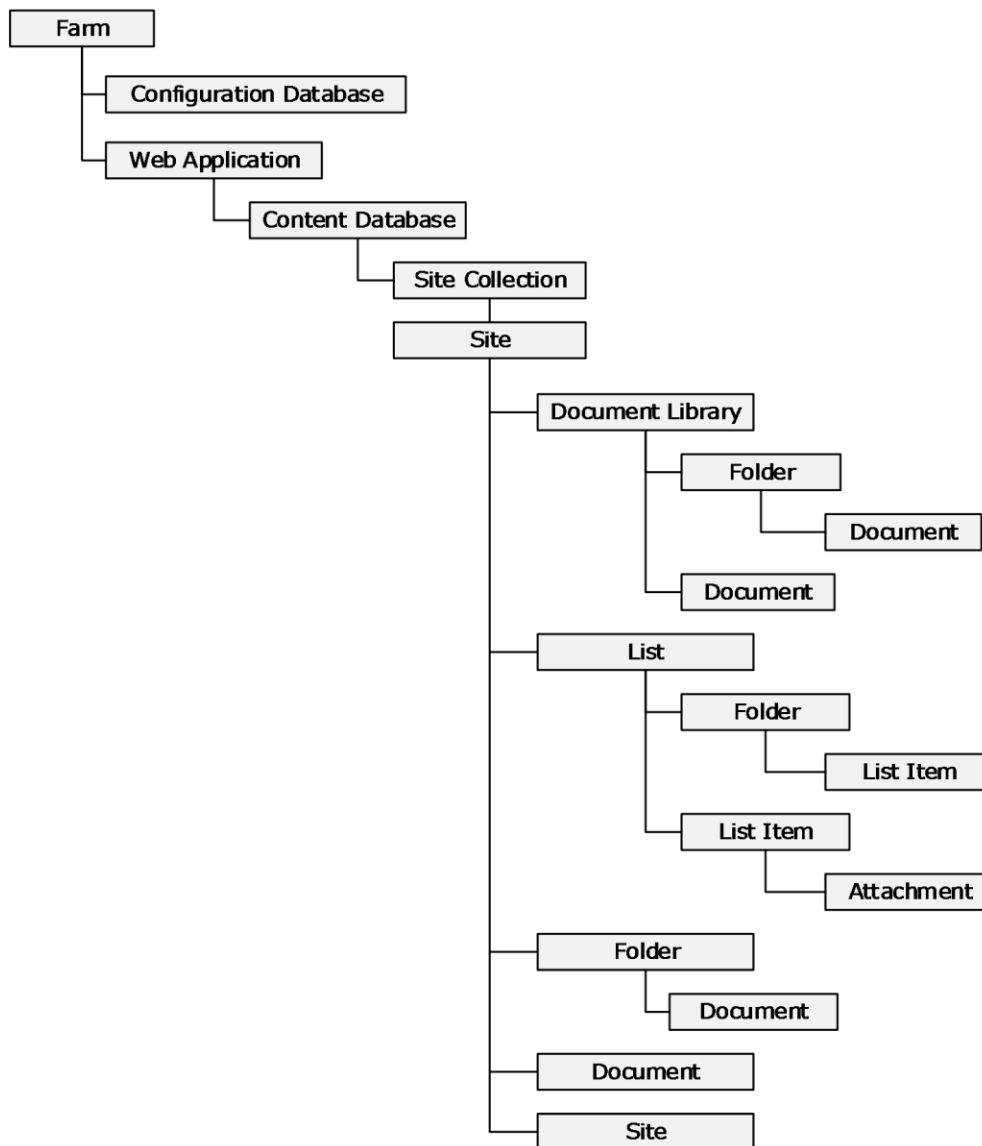 Farm
Configuration Database
Web Application
Content Database
Site Collection
Site
Document Library
Folder
Document
Document
List
Folder
List Item
List Item
Attachment
Folder
Document
Document
Site